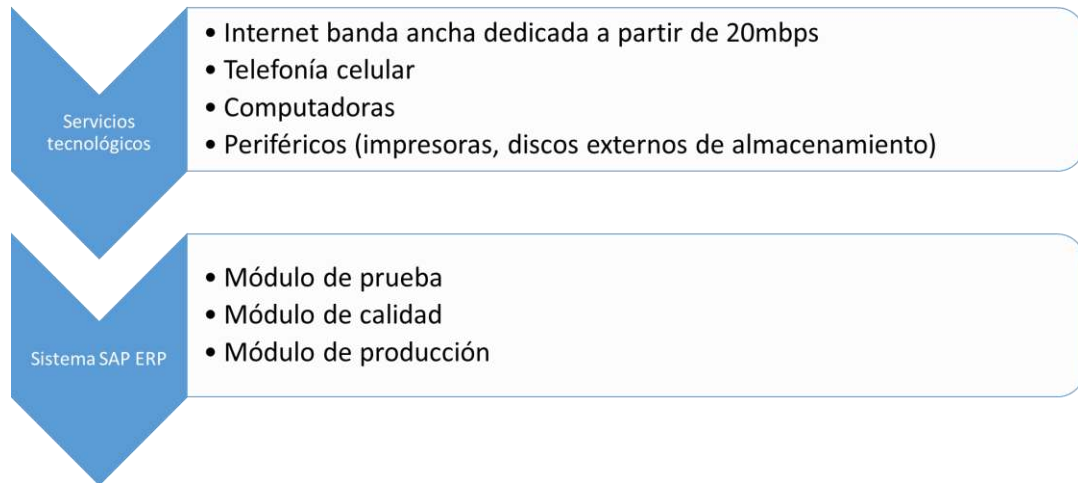 Servicios
tecnológicos
• Internet banda ancha dedicada a partir de 20mbps
• Telefonía celular
• Computadoras
• Periféricos (impresoras, discos externos de almacenamiento)
Sistema SAP ERP
• Módulo de prueba
• Módulo de calidad
• Módulo de producción